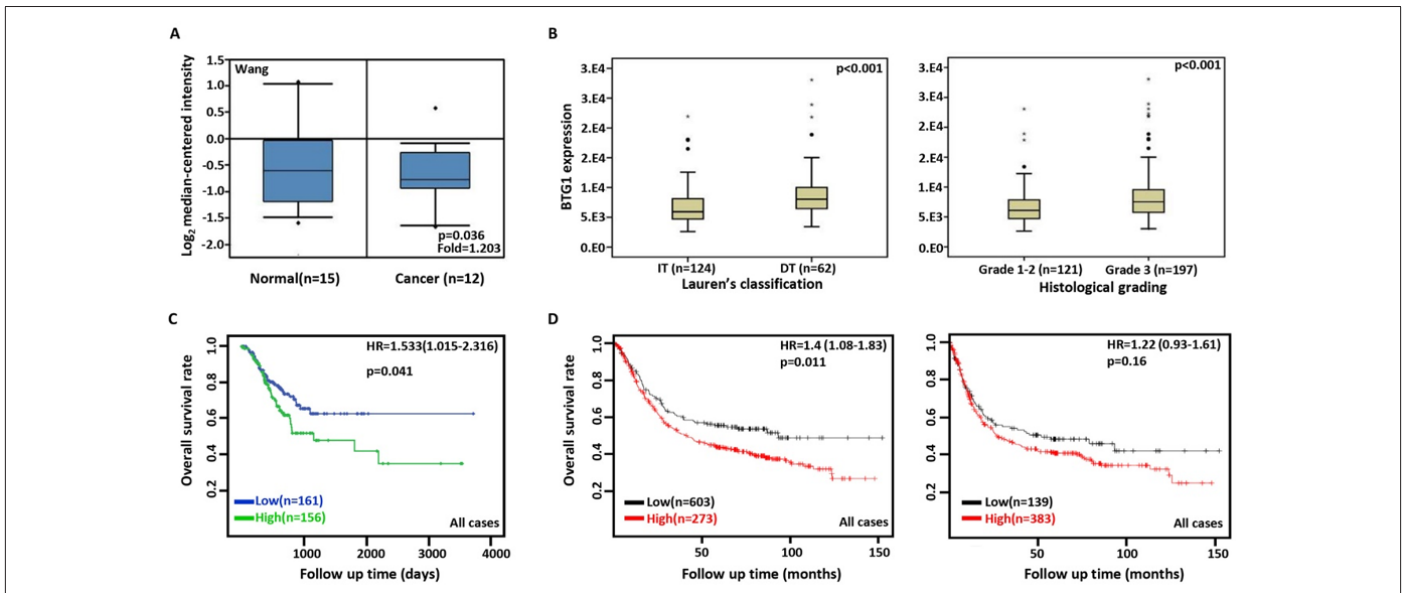 A
Log2 median-centered intensity
1.5
1.0
0.5
0.0
-0.5
-1.0
-1.5
-2.0
Wang
p=0.036
Fold=1.203
Normal(n=15)
Cancer (n=12)
B
BTG1 expression
3.E4
3.E4
2.E4
2.E4
1.E4
5.E3
0.E0
p<0.001
IT (n=124)
DT (n=62)
Lauren’s classification
3.E4
3.E4
2.E4
2.E4
1.E4
5.E3
0.E0
p<0.001
Grade 1-2 (n=121)
Grade 3 (n=197)
Histological grading
C
Overall survival rate
1.0
0.8
0.6
0.4
0.2
HR=1.533(1.015-2.316)
p=0.041
Low(n=161)
High(n=156)
All cases
1000
2000
3000
4000
Follow up time (days)
D
Overall survival rate
1.0
0.8
0.6
0.4
0.2
HR=1.4 (1.08-1.83)
p=0.011
Low(n=603)
High(n=273)
All cases
50
100
150
Follow up time (months)
1.0
0.8
0.6
0.4
0.2
HR=1.22 (0.93-1.61)
p=0.16
Low(n=139)
High(n=383)
All cases
50
100
150
Follow up time (months)